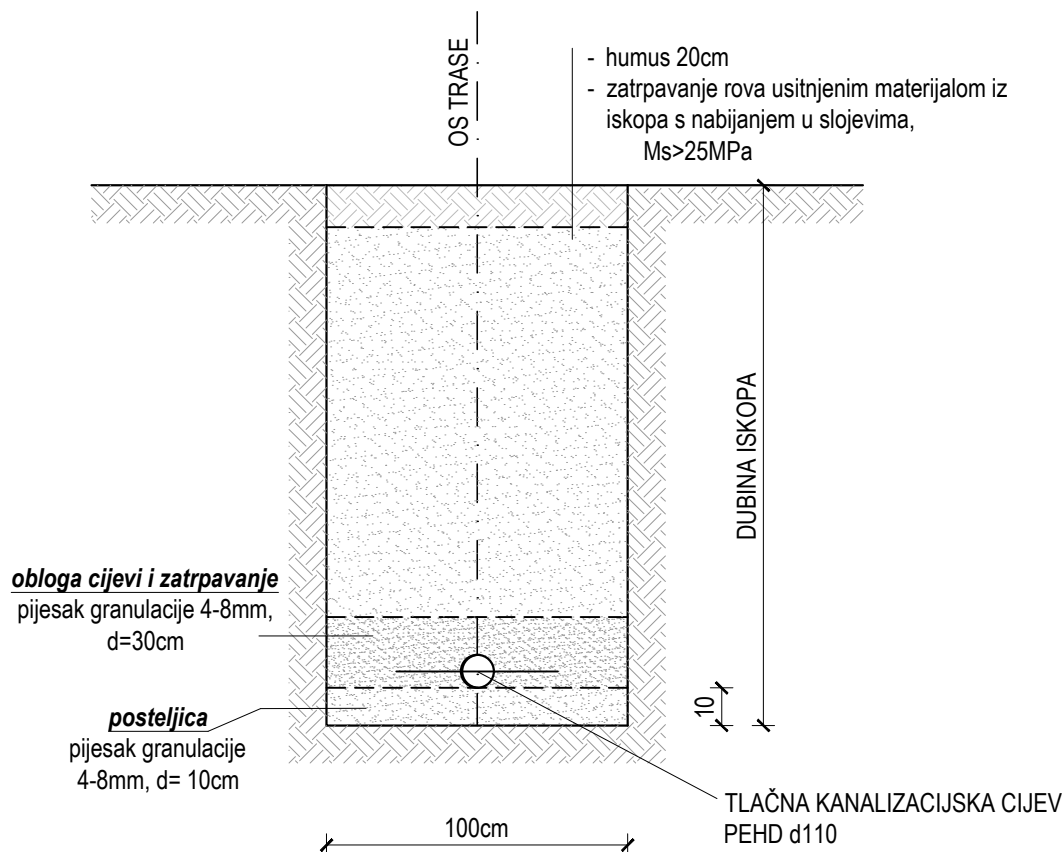 OS TRASE
- humus 20cm
- zatrpavanje rova usitnjenim materijalom iz
iskopa s nabijanjem u slojevima,
Ms>25MPa
DUBINA ISKOPA
obloga cijevi i zatrpavanje
pijesak granulacije 4-8mm,
d=30cm
posteljica
pijesak granulacije
4-8mm, d= 10cm
10
TLAČNA KANALIZACIJSKA CIJEV
PEHD d110
100cm